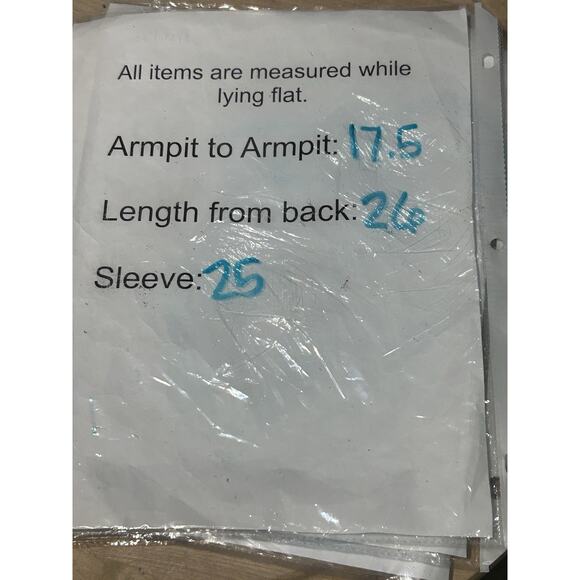 All items are measured while
lying flat.
Armpit to Armpit: 17.5
Length from back: 26
Sleeve: 25